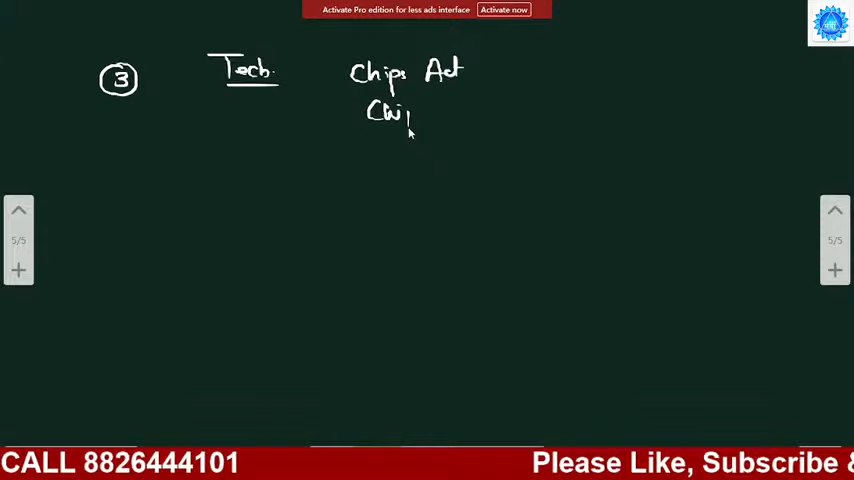 Activate Pro edition for less ads interface Activate now
3 Tech. Chips Act
5/5 5/5
CALL 8826444101 Please Like, Subscribe &